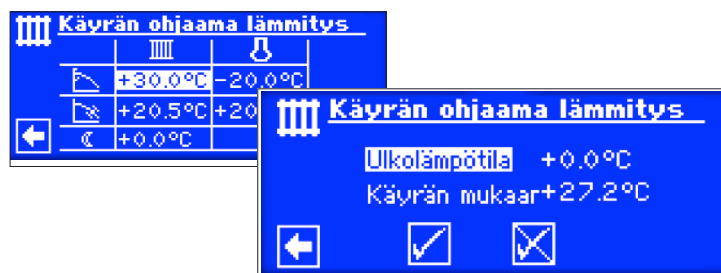 Käyrän ohjaama lämmitys
+30.0°C -20.0°C
+20.5°C +20
+0.0°C
Käyrän ohjaama lämmitys
Ulkolämpötila +0.0°C
Käyrän mukaar+27.2°C